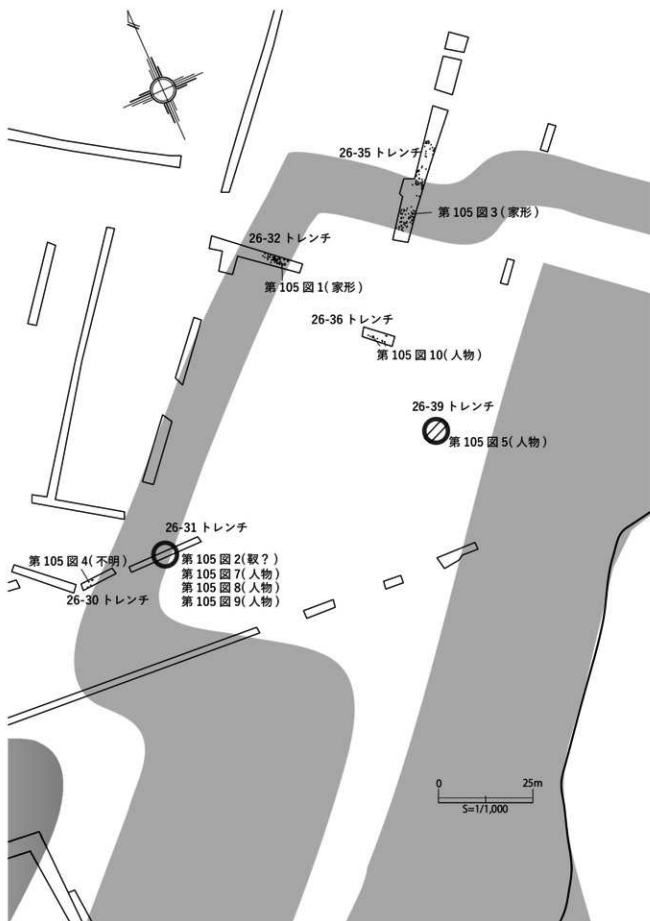 26-35 トレンチ
第 105 図 3 ( 家形 )
26-32 トレンチ
第 105 図 1( 家形 )
26-36 トレンチ
第 105 図 10( 人物 )
26-39 トレンチ
第 105 図 5( 人物 )
26-31 トレンチ
第 105 図 4( 不明 )
26-30 トレンチ
第 105 図 2( 靫？ )
第 105 図 7( 人物 )
第 105 図 8( 人物 )
第 105 図 9( 人物 )
0 25m
S=1/1,000